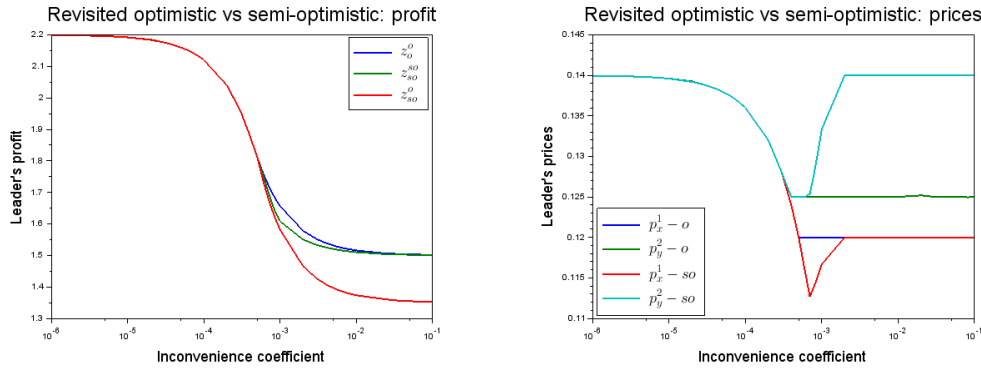 Revisited optimistic vs semi-optimistic: profit
2.2
2.1
2
1.9
1.8
1.7
1.6
1.5
1.4
1.3
Leader's profit
z_o^o
z_{so}^{so}
z_{so}^o
10^{-6}
10^{-5}
10^{-4}
10^{-3}
10^{-2}
10^{-1}
Inconvenience coefficient
Revisited optimistic vs semi-optimistic: prices
0.145
0.14
0.135
0.13
0.125
0.12
0.115
0.11
Leader's prices
p_x^1 − o
p_y^2 − o
p_x^1 − so
p_y^2 − so
10^{-6}
10^{-5}
10^{-4}
10^{-3}
10^{-2}
10^{-1}
Inconvenience coefficient